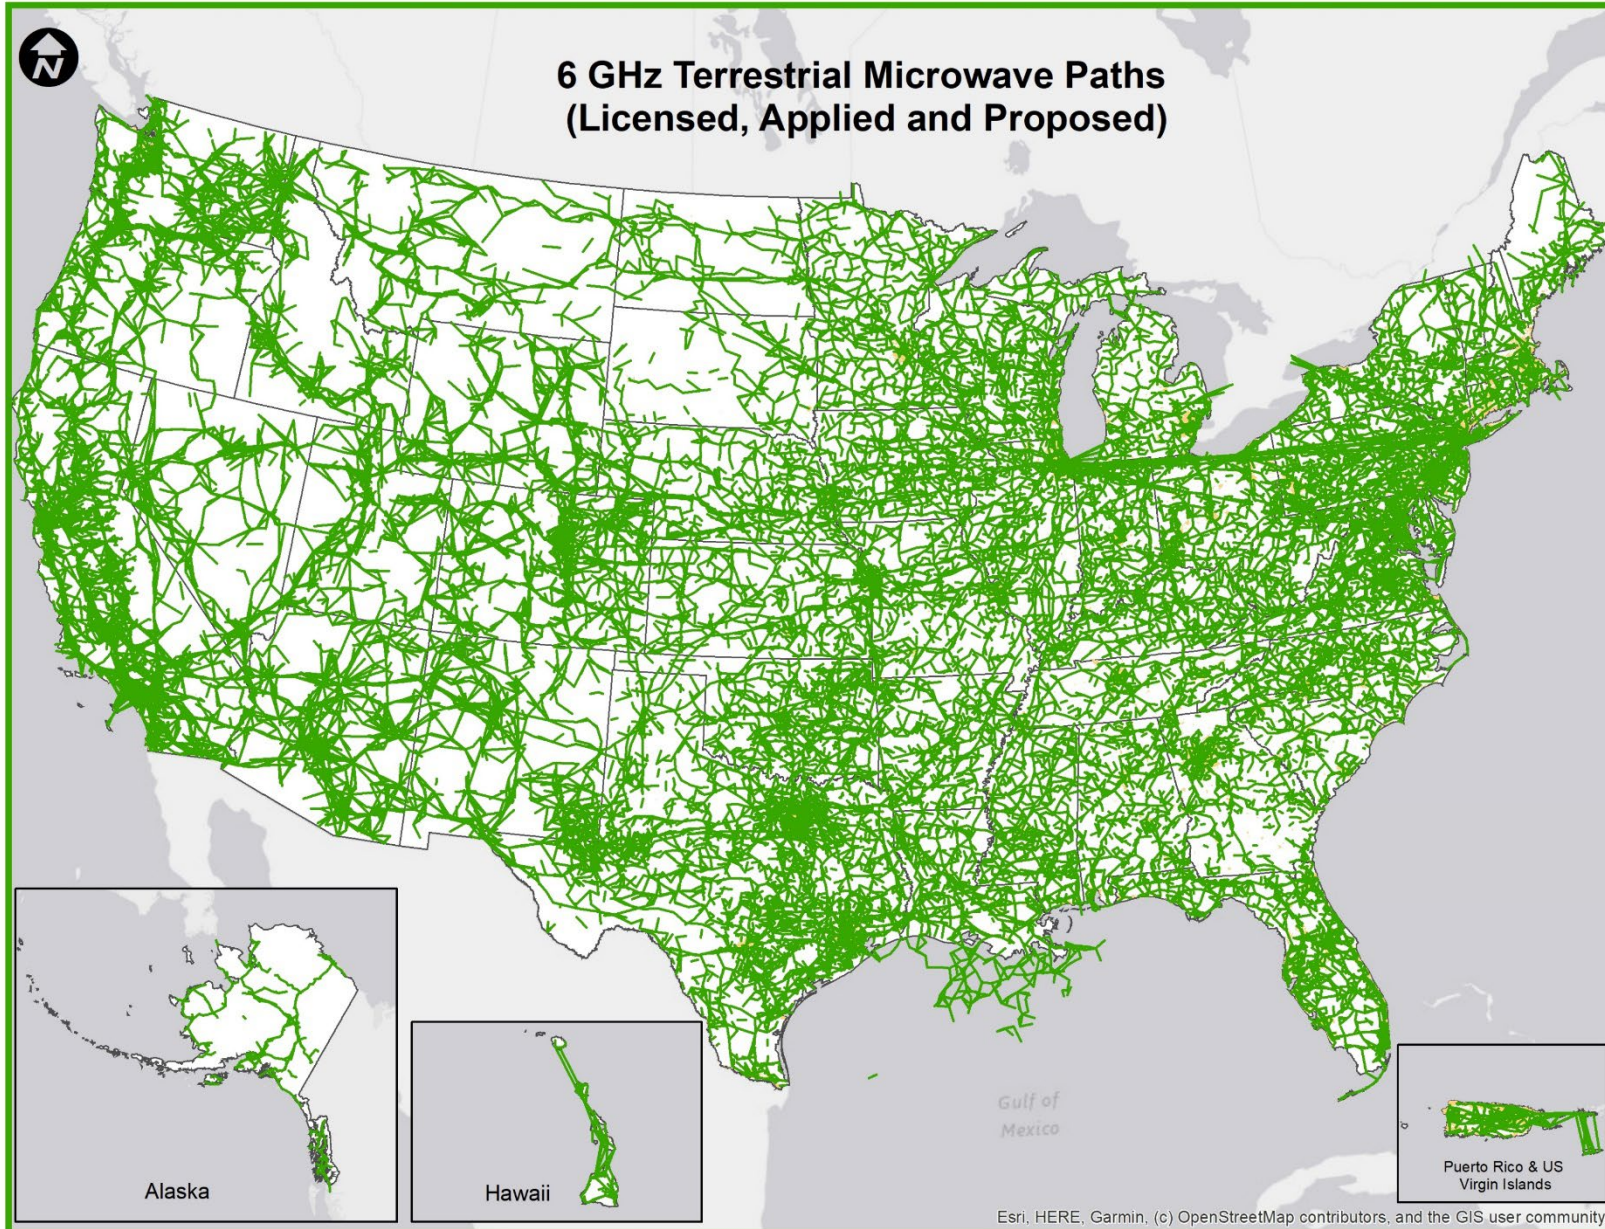 N
6 GHz Terrestrial Microwave Paths
(Licensed, Applied and Proposed)
Gulf of
Mexico
Alaska
Hawaii
Puerto Rico & US
Virgin Islands
Esri, HERE, Garmin, (c) OpenStreetMap contributors, and the GIS user community